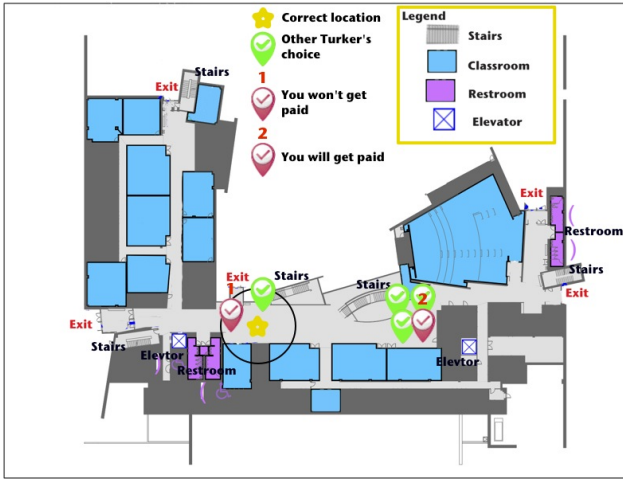 Correct location
Other Turker's
choice
1
You won't get
paid
2
You will get paid
Legend
Stairs
Classroom
Restroom
Elevator
Stairs
Exit
Exit
Restroom
Stairs
Exit
Exit
1
Stairs
Stairs
2
Exit
Stairs
Elevtor
Restroom
Elevtor